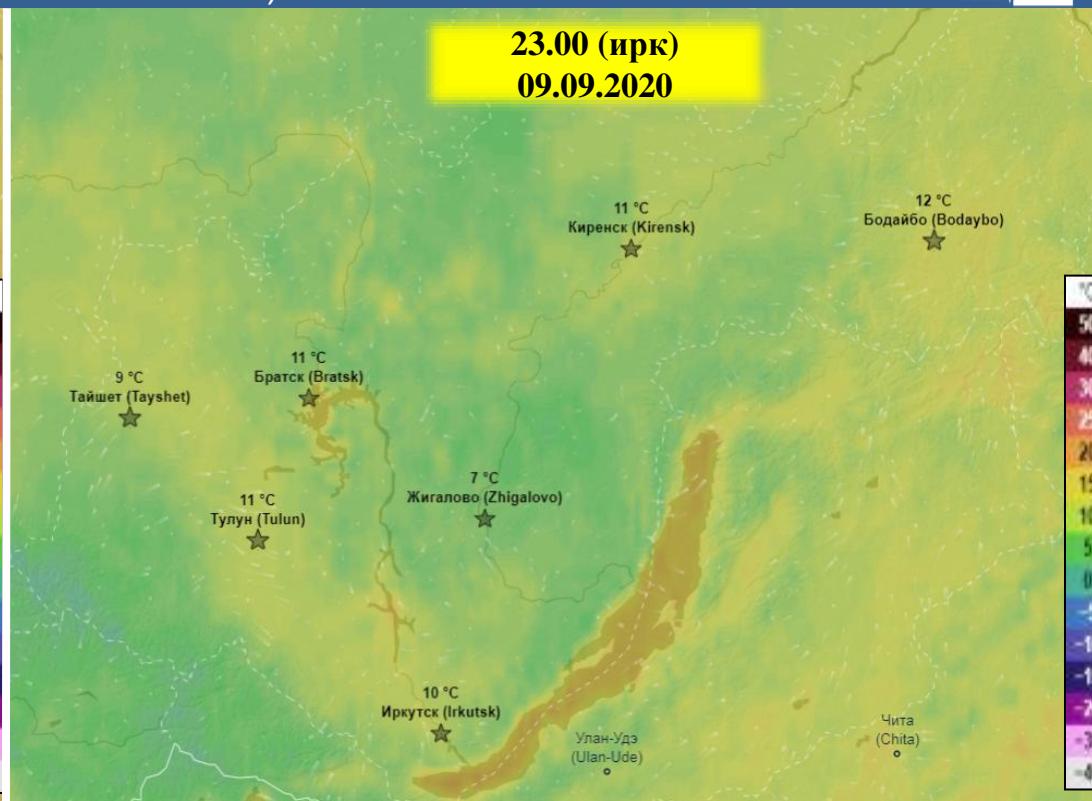 23.00 (ирк)
09.09.2020
12 °C
Бодайбо (Bodaybo)
11 °C
Киренск (Kirensk)
11 °C
Братск (Bratsk)
9 °C
Тайшет (Tayshet)
7 °C
Жигалово (Zhigalovo)
11 °C
Тулун (Tulun)
10 °C
Иркутск (Irkutsk)
Улан-Удэ
(Ulan-Ude)
Чита
(Chita)